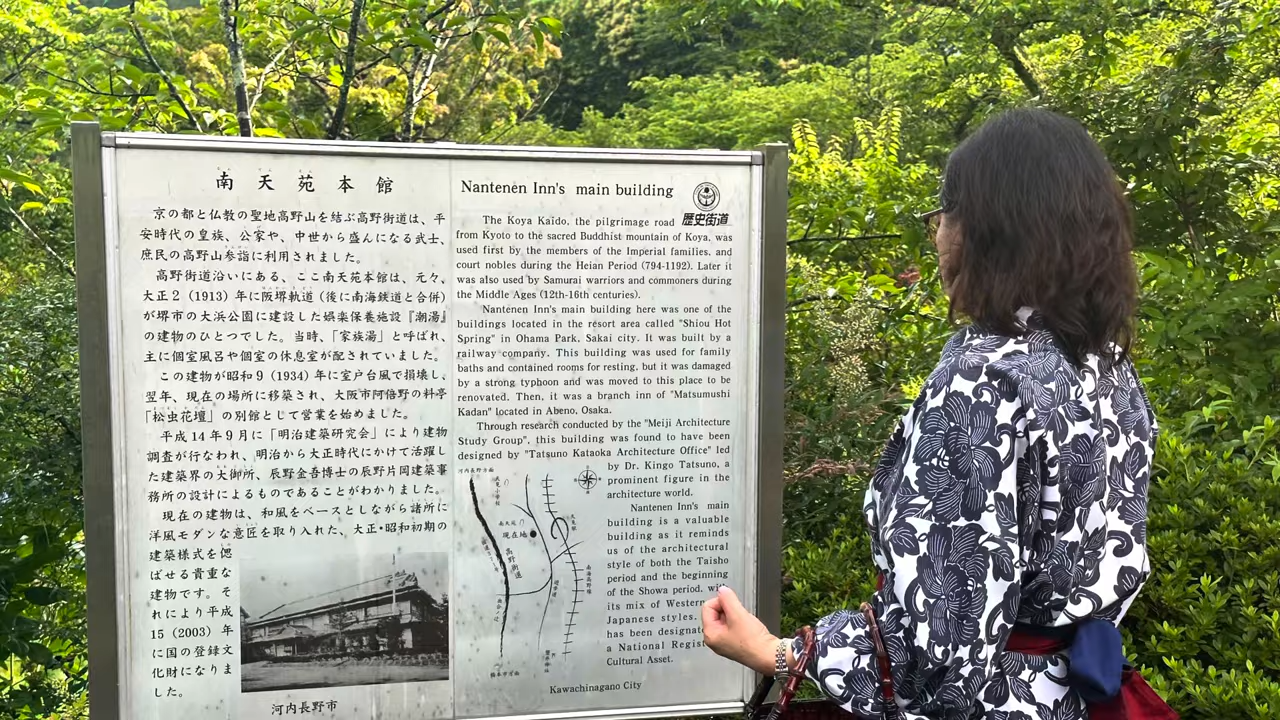 南天苑本館
京の都と仏教の聖地高野山を結ぶ高野街道は、平
安時代の皇族、公家や、中世から盛んになる武士、
庶民の高野山参詣に利用されました。
高野街道沿いにある、ここ南天苑本館は、元々、
大正2(1913)年に阪堺軌道(後に南海鉄道と合併)
が堺市の大浜公園に建設した娯楽保養施設『潮湯』
の建物のひとつでした。当時、「家族湯」と呼ばれ、
主に個室風呂や個室の休息室が配されていました。
この建物が昭和9(1934)年に室戸台風で損壊し、
翌年、現在の場所に移築され、大阪市阿倍野の料亭
「松虫花壇」の別館として営業を始めました。
平成14年9月に「明治建築研究会」により建物
調査が行なわれ、明治から大正時代にかけて活躍し
た建築界の大御所、辰野金吾博士の辰野片岡建築事
務所の設計によるものであることがわかりました。
現在の建物は、和風をベースとしながら諸所に
洋風モダンな意匠を取り入れた、大正・昭和初期の
建築様式を偲
ばせる貴重な
建物です。そ
れにより平成
15(2003)年
に国の登録文
化財になりま
した。
河内長野市
Nantenen Inn's main building
歴史街道
The Koya Kaido, the pilgrimage road
from Kyoto to the sacred Buddhist mountain of Koya, was
used first by the members of the Imperial families, and
court nobles during the Heian Period (794-1192). Later it
was also used by Samurai warriors and commoners during
the Middle Ages (12th-16th centuries).
Nantenen Inn's main building here was one of the
buildings located in the resort area called "Shiou Hot
Spring" in Ohama Park, Sakai city. It was built by a
railway company. This building was used for family
baths and contained rooms for resting, but it was damaged
by a strong typhoon and was moved to this place to be
renovated. Then, it was a branch inn of "Matsumushi
Kadan" located in Abeno, Osaka.
Through research conducted by the "Meiji Architecture
Study Group", this building was found to have been
designed by "Tatsuno Kataoka Architecture Office" led
by Dr. Kingo Tatsuno, a
prominent figure in the
architecture world.
Nantenen Inn's main
building is a valuable
building as it reminds
us of the architectural
style of both the Taisho
period and the beginning
of the Showa period, wi
its mix of Wester
Japanese styles.
has been designat
a National Regist
Cultural Asset.
河内長野方面
南天苑
現在地
高野街道
南海高野線
Kawachinagano City